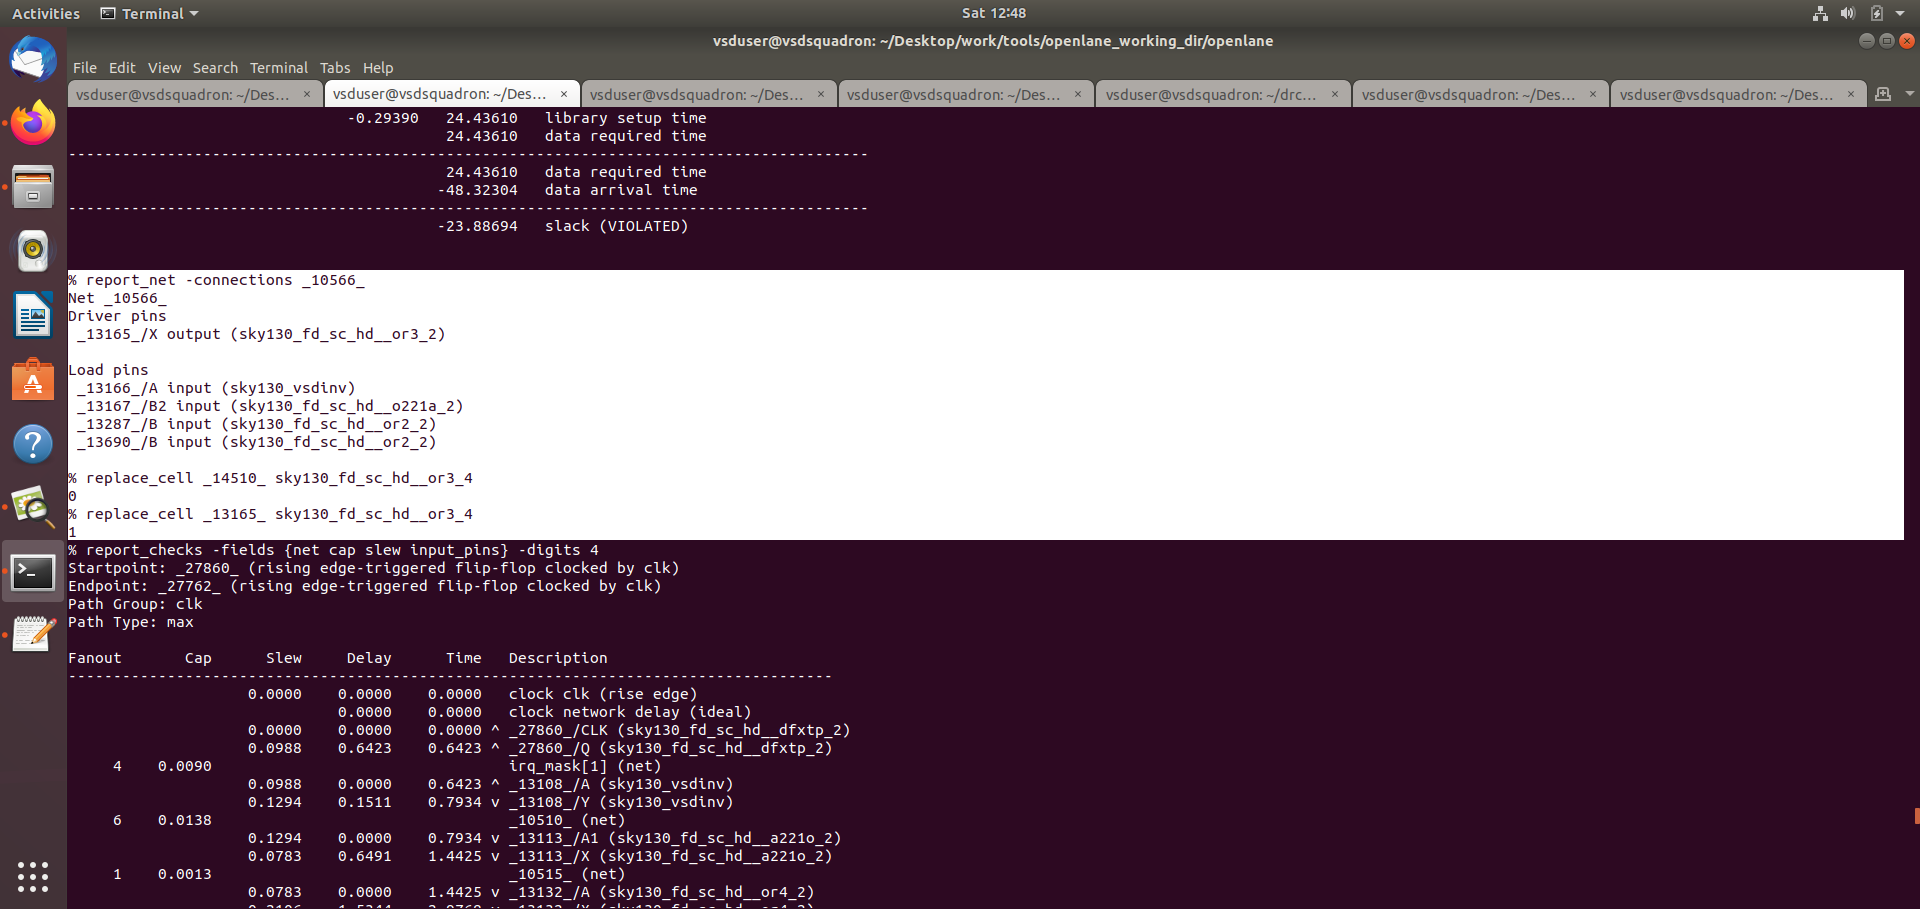 Activities Terminal Sat 12:48
vsduser@vsdsquadron: ~/Desktop/work/tools/openlane_working_dir/openlane
File Edit View Search Terminal Tabs Help
vsduser@vsdsquadron: ~/Des... × vsduser@vsdsquadron: ~/Des... × vsduser@vsdsquadron: ~/Des... × vsduser@vsdsquadron: ~/Des... × vsduser@vsdsquadron: ~/drc... × vsduser@vsdsquadron: ~/Des... × vsduser@vsdsquadron: ~/Des... ×
-0.29390 24.43610 library setup time
24.43610 data required time
-----------------------------------------------------------------------------------------
24.43610 data required time
-48.32304 data arrival time
-----------------------------------------------------------------------------------------
-23.88694 slack (VIOLATED)
% report_net -connections _10566_
Net _10566_
Driver pins
_13165_/X output (sky130_fd_sc_hd__or3_2)
Load pins
_13166_/A input (sky130_vsdinv)
_13167_/B2 input (sky130_fd_sc_hd__o221a_2)
_13287_/B input (sky130_fd_sc_hd__or2_2)
_13690_/B input (sky130_fd_sc_hd__or2_2)
% replace_cell _14510_ sky130_fd_sc_hd__or3_4
0
% replace_cell _13165_ sky130_fd_sc_hd__or3_4
1
% report_checks -fields {net cap slew input_pins} -digits 4
Startpoint: _27860_ (rising edge-triggered flip-flop clocked by clk)
Endpoint: _27762_ (rising edge-triggered flip-flop clocked by clk)
Path Group: clk
Path Type: max
Fanout Cap Slew Delay Time Description
-------------------------------------------------------------------------------------
0.0000 0.0000 0.0000 clock clk (rise edge)
0.0000 0.0000 clock network delay (ideal)
0.0000 0.0000 0.0000 ^ _27860_/CLK (sky130_fd_sc_hd__dfxtp_2)
0.0988 0.6423 0.6423 ^ _27860_/Q (sky130_fd_sc_hd__dfxtp_2)
4 0.0090 irq_mask[1] (net)
0.0988 0.0000 0.6423 ^ _13108_/A (sky130_vsdinv)
0.1294 0.1511 0.7934 v _13108_/Y (sky130_vsdinv)
6 0.0138 _10510_ (net)
0.1294 0.0000 0.7934 v _13113_/A1 (sky130_fd_sc_hd__a221o_2)
0.0783 0.6491 1.4425 v _13113_/X (sky130_fd_sc_hd__a221o_2)
1 0.0013 _10515_ (net)
0.0783 0.0000 1.4425 v _13132_/A (sky130_fd_sc_hd__or4_2)